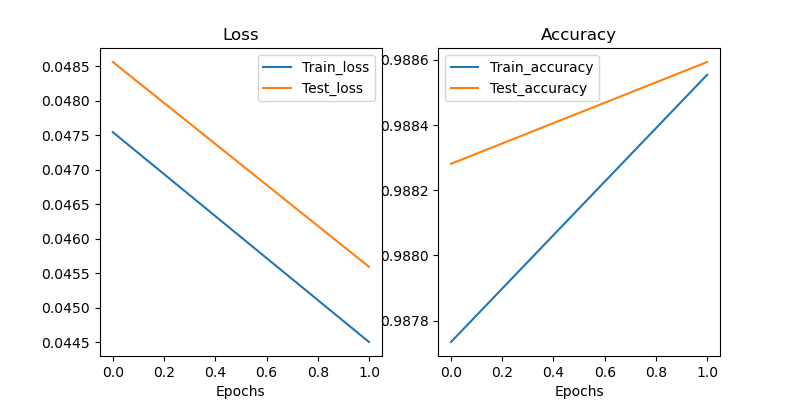 Loss
0.0485
0.0480
0.0475
0.0470
0.0465
0.0460
0.0455
0.0450
0.0445
Train_loss
Test_loss
0.0 0.2 0.4 0.6 0.8 1.0
Epochs
Accuracy
0.9886
0.9884
0.9882
0.9880
0.9878
Train_accuracy
Test_accuracy
0.0 0.2 0.4 0.6 0.8 1.0
Epochs